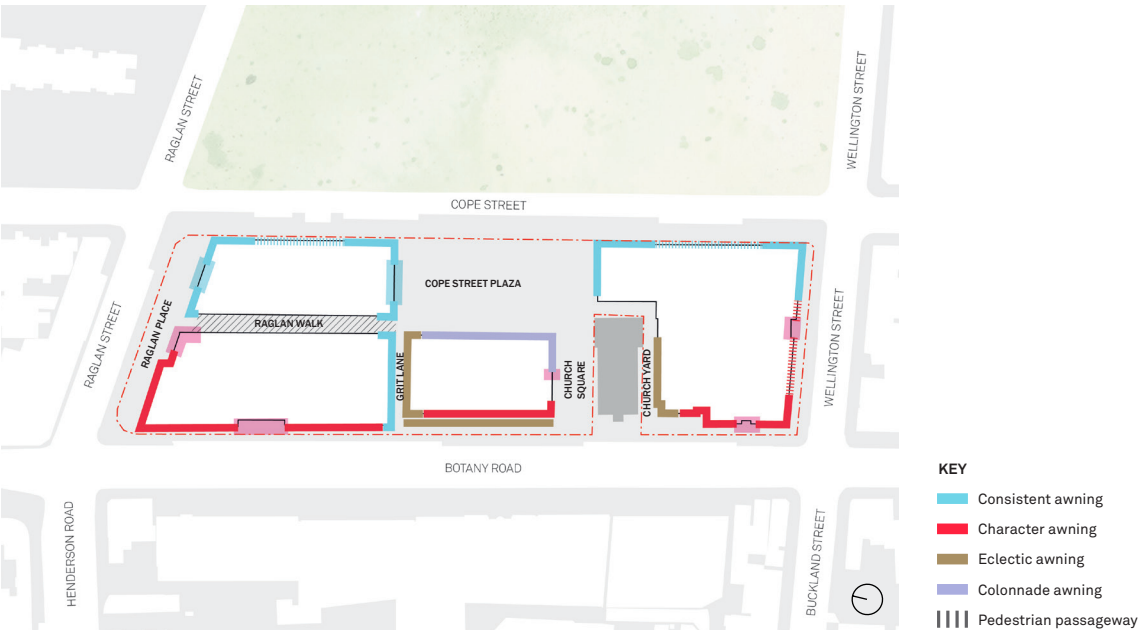 RAGLAN STREET
WELLINGTON STREET
COPE STREET
COPE STREET PLAZA
RAGLAN PLACE
RAGLAN WALK
RAGLAN STREET
GRIT LANE
CHURCH
SQUARE
CHURCH YARD
WELLINGTON STREET
BOTANY ROAD
HENDERSON ROAD
BUCKLAND STREET
KEY
Consistent awning
Character awning
Eclectic awning
Colonnade awning
Pedestrian passageway